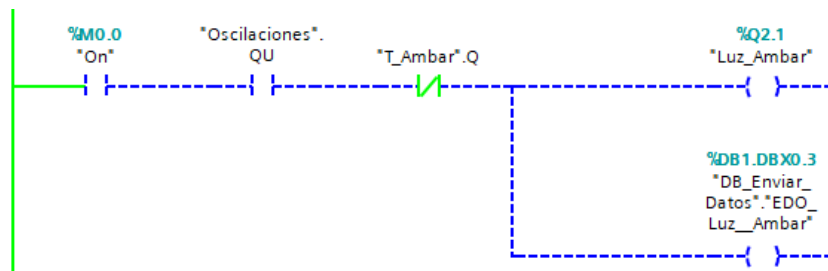 %M0.0
"On"
"Oscilaciones".
QU
"T_Ambar".Q
%Q2.1
"Luz_Ambar"
%DB1.DBX0.3
"DB_Enviar_
Datos"."EDO_
Luz__Ambar"